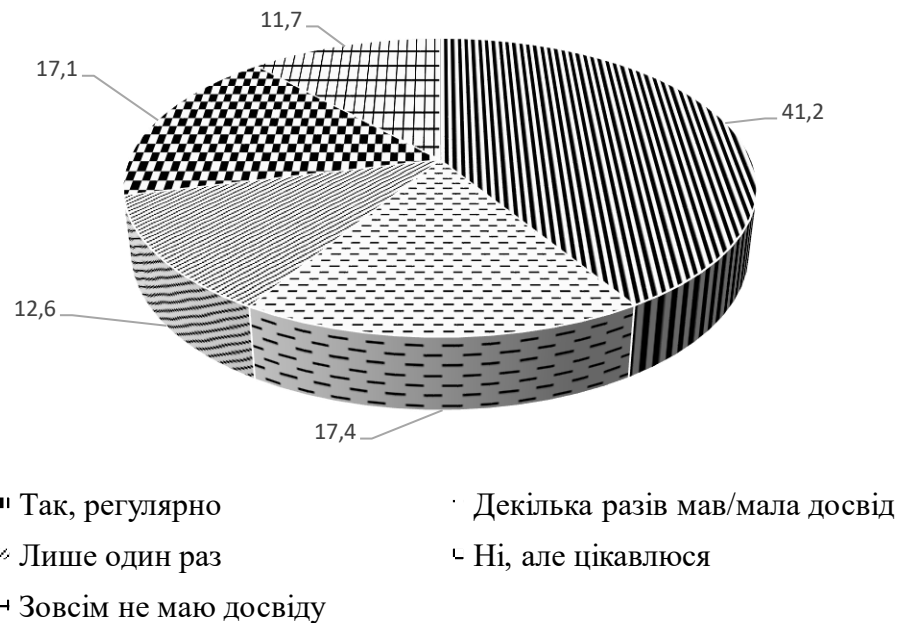 11,7
17,1
41,2
12,6
17,4
Так, регулярно
Декілька разів мав/мала досвід
Лише один раз
Ні, але цікавлюся
Зовсім не маю досвіду